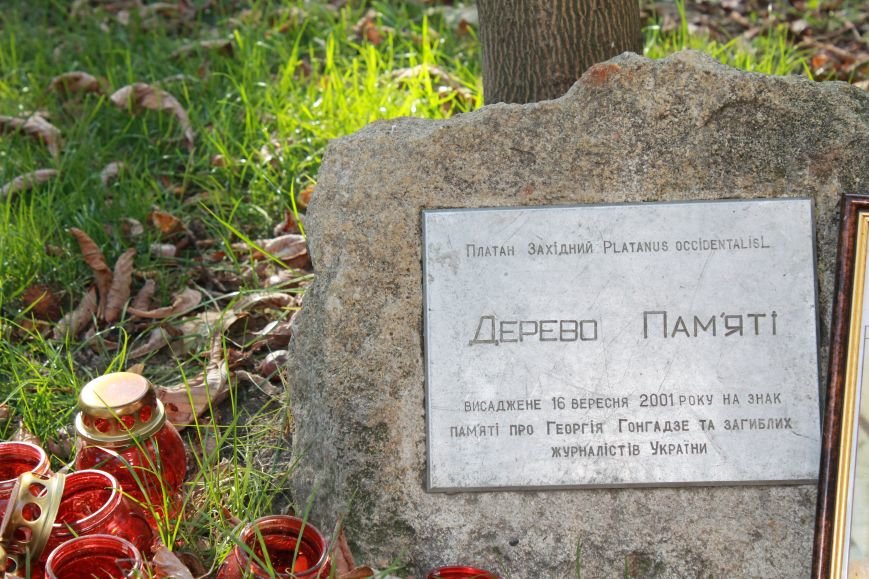 Платан Західний Platanus occidentalisL
Дерево Пам'яті
висаджене 16 вересня 2001 року на знак
пам'яті про Георгія Гонгадзе та загиблих
журналістів України